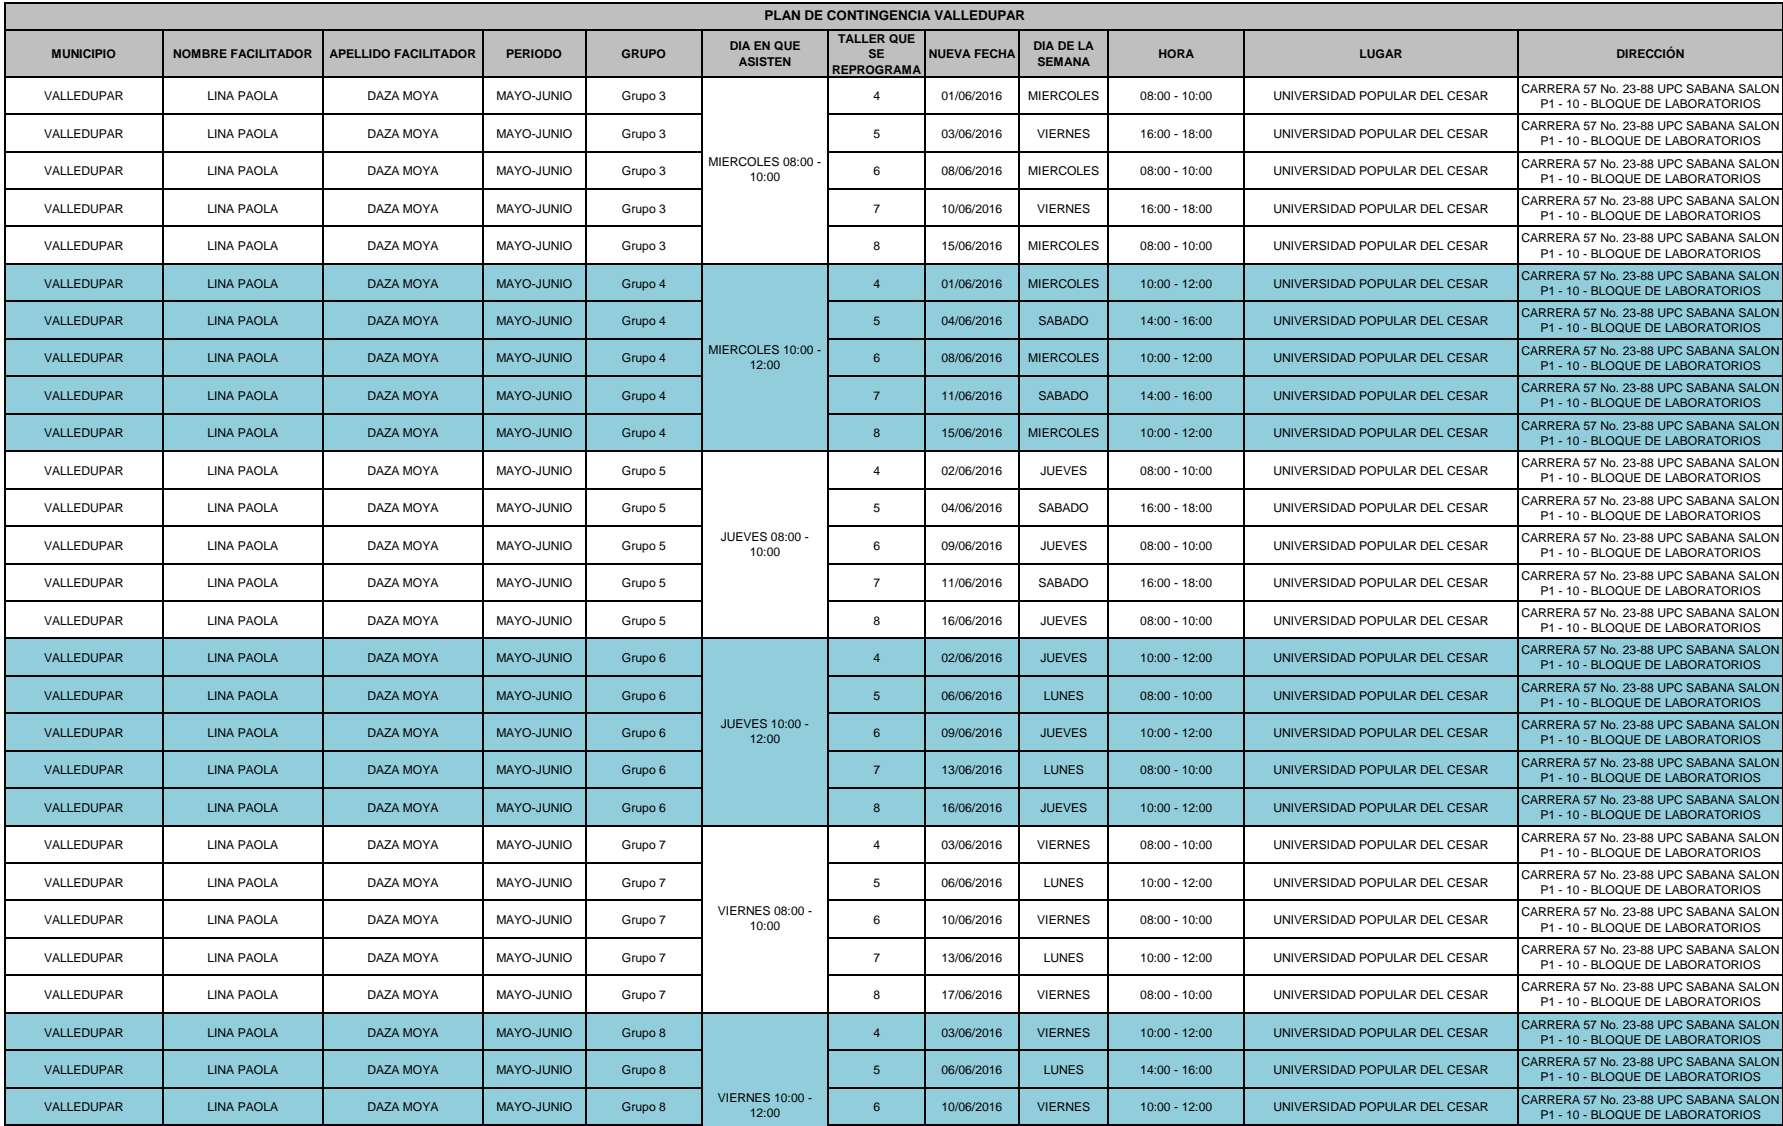 PLAN DE CONTINGENCIA VALLEDUPAR
MUNICIPIO NOMBRE FACILITADOR APELLIDO FACILITADOR PERIODO GRUPO DIA EN QUE ASISTEN TALLER QUE SE REPROGRAMA NUEVA FECHA DIA DE LA SEMANA HORA LUGAR DIRECCIÓN
VALLEDUPAR LINA PAOLA DAZA MOYA MAYO-JUNIO Grupo 3 MIERCOLES 08:00 - 10:00 4 01/06/2016 MIERCOLES 08:00 - 10:00 UNIVERSIDAD POPULAR DEL CESAR CARRERA 57 No. 23-88 UPC SABANA SALON P1 - 10 - BLOQUE DE LABORATORIOS
VALLEDUPAR LINA PAOLA DAZA MOYA MAYO-JUNIO Grupo 3 5 03/06/2016 VIERNES 16:00 - 18:00 UNIVERSIDAD POPULAR DEL CESAR CARRERA 57 No. 23-88 UPC SABANA SALON P1 - 10 - BLOQUE DE LABORATORIOS
VALLEDUPAR LINA PAOLA DAZA MOYA MAYO-JUNIO Grupo 3 6 08/06/2016 MIERCOLES 08:00 - 10:00 UNIVERSIDAD POPULAR DEL CESAR CARRERA 57 No. 23-88 UPC SABANA SALON P1 - 10 - BLOQUE DE LABORATORIOS
VALLEDUPAR LINA PAOLA DAZA MOYA MAYO-JUNIO Grupo 3 7 10/06/2016 VIERNES 16:00 - 18:00 UNIVERSIDAD POPULAR DEL CESAR CARRERA 57 No. 23-88 UPC SABANA SALON P1 - 10 - BLOQUE DE LABORATORIOS
VALLEDUPAR LINA PAOLA DAZA MOYA MAYO-JUNIO Grupo 3 8 15/06/2016 MIERCOLES 08:00 - 10:00 UNIVERSIDAD POPULAR DEL CESAR CARRERA 57 No. 23-88 UPC SABANA SALON P1 - 10 - BLOQUE DE LABORATORIOS
VALLEDUPAR LINA PAOLA DAZA MOYA MAYO-JUNIO Grupo 4 MIERCOLES 10:00 - 12:00 4 01/06/2016 MIERCOLES 10:00 - 12:00 UNIVERSIDAD POPULAR DEL CESAR CARRERA 57 No. 23-88 UPC SABANA SALON P1 - 10 - BLOQUE DE LABORATORIOS
VALLEDUPAR LINA PAOLA DAZA MOYA MAYO-JUNIO Grupo 4 5 04/06/2016 SABADO 14:00 - 16:00 UNIVERSIDAD POPULAR DEL CESAR CARRERA 57 No. 23-88 UPC SABANA SALON P1 - 10 - BLOQUE DE LABORATORIOS
VALLEDUPAR LINA PAOLA DAZA MOYA MAYO-JUNIO Grupo 4 6 08/06/2016 MIERCOLES 10:00 - 12:00 UNIVERSIDAD POPULAR DEL CESAR CARRERA 57 No. 23-88 UPC SABANA SALON P1 - 10 - BLOQUE DE LABORATORIOS
VALLEDUPAR LINA PAOLA DAZA MOYA MAYO-JUNIO Grupo 4 7 11/06/2016 SABADO 14:00 - 16:00 UNIVERSIDAD POPULAR DEL CESAR CARRERA 57 No. 23-88 UPC SABANA SALON P1 - 10 - BLOQUE DE LABORATORIOS
VALLEDUPAR LINA PAOLA DAZA MOYA MAYO-JUNIO Grupo 4 8 15/06/2016 MIERCOLES 10:00 - 12:00 UNIVERSIDAD POPULAR DEL CESAR CARRERA 57 No. 23-88 UPC SABANA SALON P1 - 10 - BLOQUE DE LABORATORIOS
VALLEDUPAR LINA PAOLA DAZA MOYA MAYO-JUNIO Grupo 5 JUEVES 08:00 - 10:00 4 02/06/2016 JUEVES 08:00 - 10:00 UNIVERSIDAD POPULAR DEL CESAR CARRERA 57 No. 23-88 UPC SABANA SALON P1 - 10 - BLOQUE DE LABORATORIOS
VALLEDUPAR LINA PAOLA DAZA MOYA MAYO-JUNIO Grupo 5 5 04/06/2016 SABADO 16:00 - 18:00 UNIVERSIDAD POPULAR DEL CESAR CARRERA 57 No. 23-88 UPC SABANA SALON P1 - 10 - BLOQUE DE LABORATORIOS
VALLEDUPAR LINA PAOLA DAZA MOYA MAYO-JUNIO Grupo 5 6 09/06/2016 JUEVES 08:00 - 10:00 UNIVERSIDAD POPULAR DEL CESAR CARRERA 57 No. 23-88 UPC SABANA SALON P1 - 10 - BLOQUE DE LABORATORIOS
VALLEDUPAR LINA PAOLA DAZA MOYA MAYO-JUNIO Grupo 5 7 11/06/2016 SABADO 16:00 - 18:00 UNIVERSIDAD POPULAR DEL CESAR CARRERA 57 No. 23-88 UPC SABANA SALON P1 - 10 - BLOQUE DE LABORATORIOS
VALLEDUPAR LINA PAOLA DAZA MOYA MAYO-JUNIO Grupo 5 8 16/06/2016 JUEVES 08:00 - 10:00 UNIVERSIDAD POPULAR DEL CESAR CARRERA 57 No. 23-88 UPC SABANA SALON P1 - 10 - BLOQUE DE LABORATORIOS
VALLEDUPAR LINA PAOLA DAZA MOYA MAYO-JUNIO Grupo 6 JUEVES 10:00 - 12:00 4 02/06/2016 JUEVES 10:00 - 12:00 UNIVERSIDAD POPULAR DEL CESAR CARRERA 57 No. 23-88 UPC SABANA SALON P1 - 10 - BLOQUE DE LABORATORIOS
VALLEDUPAR LINA PAOLA DAZA MOYA MAYO-JUNIO Grupo 6 5 06/06/2016 LUNES 08:00 - 10:00 UNIVERSIDAD POPULAR DEL CESAR CARRERA 57 No. 23-88 UPC SABANA SALON P1 - 10 - BLOQUE DE LABORATORIOS
VALLEDUPAR LINA PAOLA DAZA MOYA MAYO-JUNIO Grupo 6 6 09/06/2016 JUEVES 10:00 - 12:00 UNIVERSIDAD POPULAR DEL CESAR CARRERA 57 No. 23-88 UPC SABANA SALON P1 - 10 - BLOQUE DE LABORATORIOS
VALLEDUPAR LINA PAOLA DAZA MOYA MAYO-JUNIO Grupo 6 7 13/06/2016 LUNES 08:00 - 10:00 UNIVERSIDAD POPULAR DEL CESAR CARRERA 57 No. 23-88 UPC SABANA SALON P1 - 10 - BLOQUE DE LABORATORIOS
VALLEDUPAR LINA PAOLA DAZA MOYA MAYO-JUNIO Grupo 6 8 16/06/2016 JUEVES 10:00 - 12:00 UNIVERSIDAD POPULAR DEL CESAR CARRERA 57 No. 23-88 UPC SABANA SALON P1 - 10 - BLOQUE DE LABORATORIOS
VALLEDUPAR LINA PAOLA DAZA MOYA MAYO-JUNIO Grupo 7 VIERNES 08:00 - 10:00 4 03/06/2016 VIERNES 08:00 - 10:00 UNIVERSIDAD POPULAR DEL CESAR CARRERA 57 No. 23-88 UPC SABANA SALON P1 - 10 - BLOQUE DE LABORATORIOS
VALLEDUPAR LINA PAOLA DAZA MOYA MAYO-JUNIO Grupo 7 5 06/06/2016 LUNES 10:00 - 12:00 UNIVERSIDAD POPULAR DEL CESAR CARRERA 57 No. 23-88 UPC SABANA SALON P1 - 10 - BLOQUE DE LABORATORIOS
VALLEDUPAR LINA PAOLA DAZA MOYA MAYO-JUNIO Grupo 7 6 10/06/2016 VIERNES 08:00 - 10:00 UNIVERSIDAD POPULAR DEL CESAR CARRERA 57 No. 23-88 UPC SABANA SALON P1 - 10 - BLOQUE DE LABORATORIOS
VALLEDUPAR LINA PAOLA DAZA MOYA MAYO-JUNIO Grupo 7 7 13/06/2016 LUNES 10:00 - 12:00 UNIVERSIDAD POPULAR DEL CESAR CARRERA 57 No. 23-88 UPC SABANA SALON P1 - 10 - BLOQUE DE LABORATORIOS
VALLEDUPAR LINA PAOLA DAZA MOYA MAYO-JUNIO Grupo 7 8 17/06/2016 VIERNES 08:00 - 10:00 UNIVERSIDAD POPULAR DEL CESAR CARRERA 57 No. 23-88 UPC SABANA SALON P1 - 10 - BLOQUE DE LABORATORIOS
VALLEDUPAR LINA PAOLA DAZA MOYA MAYO-JUNIO Grupo 8 VIERNES 10:00 - 12:00 4 03/06/2016 VIERNES 10:00 - 12:00 UNIVERSIDAD POPULAR DEL CESAR CARRERA 57 No. 23-88 UPC SABANA SALON P1 - 10 - BLOQUE DE LABORATORIOS
VALLEDUPAR LINA PAOLA DAZA MOYA MAYO-JUNIO Grupo 8 5 06/06/2016 LUNES 14:00 - 16:00 UNIVERSIDAD POPULAR DEL CESAR CARRERA 57 No. 23-88 UPC SABANA SALON P1 - 10 - BLOQUE DE LABORATORIOS
VALLEDUPAR LINA PAOLA DAZA MOYA MAYO-JUNIO Grupo 8 6 10/06/2016 VIERNES 10:00 - 12:00 UNIVERSIDAD POPULAR DEL CESAR CARRERA 57 No. 23-88 UPC SABANA SALON P1 - 10 - BLOQUE DE LABORATORIOS